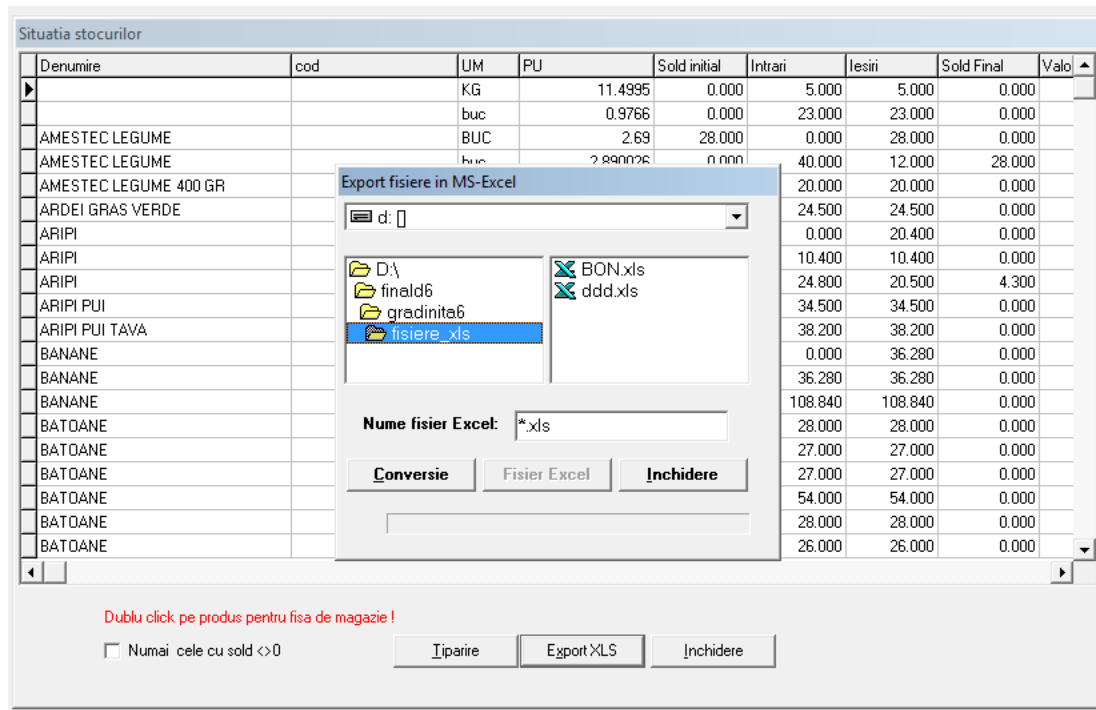 Situatia stocurilor
Denumire cod UM PU Sold initial Intrari Iesiri Sold Final Valo
KG 11.4995 0.000 5.000 5.000 0.000
buc 0.9766 0.000 23.000 23.000 0.000
AMESTEC LEGUME BUC 2.69 28.000 0.000 28.000 0.000
AMESTEC LEGUME buc 2.890026 0.000 40.000 12.000 28.000
AMESTEC LEGUME 400 GR 20.000 20.000 0.000
ARDEI GRAS VERDE 24.500 24.500 0.000
ARIPI 0.000 20.400 0.000
ARIPI 10.400 10.400 0.000
ARIPI 24.800 20.500 4.300
ARIPI PUI 34.500 34.500 0.000
ARIPI PUI TAVA 38.200 38.200 0.000
BANANE 0.000 36.280 0.000
BANANE 36.280 36.280 0.000
BANANE 108.840 108.840 0.000
BATOANE 28.000 28.000 0.000
BATOANE 27.000 27.000 0.000
BATOANE 27.000 27.000 0.000
BATOANE 54.000 54.000 0.000
BATOANE 28.000 28.000 0.000
BATOANE 26.000 26.000 0.000
Export fisiere in MS-Excel
d: []
D:\
finald6
gradinita6
fisiere_xls
BON.xls
ddd.xls
Nume fisier Excel: *.xls
Conversie Fisier Excel Inchidere
Dublu click pe produs pentru fisa de magazie !
Numai cele cu sold <>0
Tiparire Export XLS Inchidere